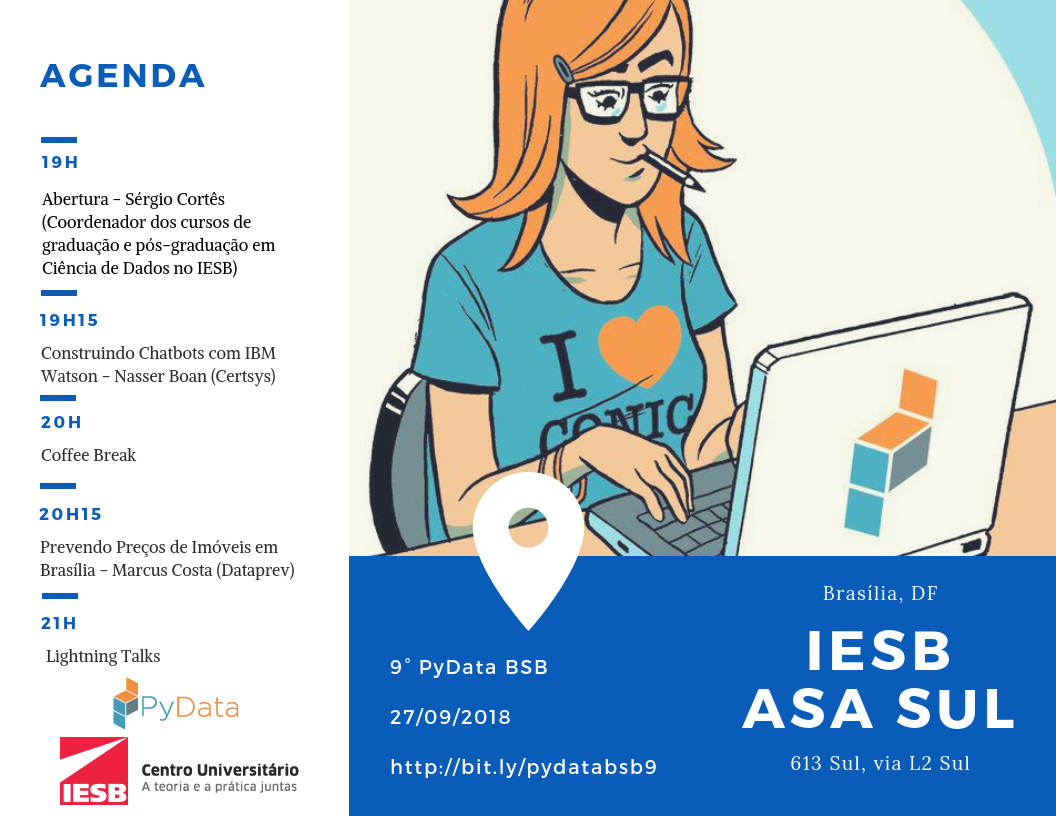 AGENDA
19H
Abertura - Sérgio Cortês
(Coordenador dos cursos de
graduação e pós-graduação em
Ciência de Dados no IESB)
19H15
Construindo Chatbots com IBM
Watson - Nasser Boan (Certsys)
20H
Coffee Break
20H15
Prevendo Preços de Imóveis em
Brasília - Marcus Costa (Dataprev)
21H
Lightning Talks
PyData
IESB
Centro Universitário
A teoria e a prática juntas
I
CONIC
9° PyData BSB
27/09/2018
http://bit.ly/pydatabsb9
Brasília, DF
IESB
ASA SUL
613 Sul, via L2 Sul